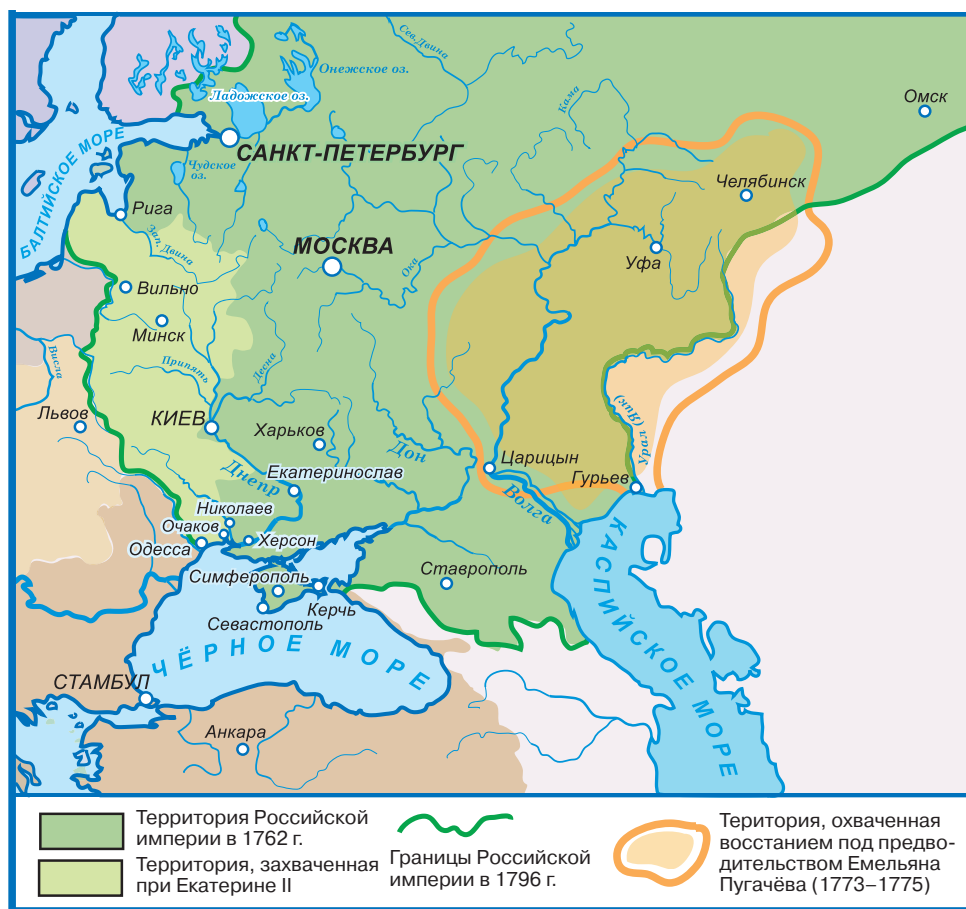 Сев. Двина
Онежское оз.
Ладожское оз.
Кама
Омск
БАЛТИЙСКОЕ МОРЕ
САНКТ-ПЕТЕРБУРГ
Чудское
оз.
Челябинск
Рига
Зап. Двина
МОСКВА
Ока
Уфа
Вильно
Минск
Висла
Припять
Десна
Львов
КИЕВ
Харьков
Дон
Урал (Яик)
Царицын
Днепр
Екатеринослав
Гурьев
Волга
Николаев
Очаков
Одесса
Херсон
КАСПИЙСКОЕ МОРЕ
Ставрополь
Симферополь
Керчь
Севастополь
ЧЁРНОЕ МОРЕ
СТАМБУЛ
Анкара
Территория Российской
империи в 1762 г.
Территория, захваченная
при Екатерине II
Границы Российской
империи в 1796 г.
Територия, охваченная
восстанием под предво-
дительством Емельяна
Пугачёва (1773–1775)